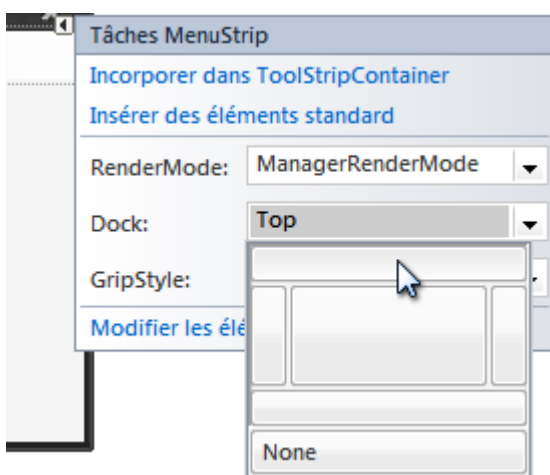 Tâches MenuStrip
Incorporer dans ToolStripContainer
Insérer des éléments standard
RenderMode: ManagerRenderMode
Dock: Top
GripStyle:
Modifier les élé
None